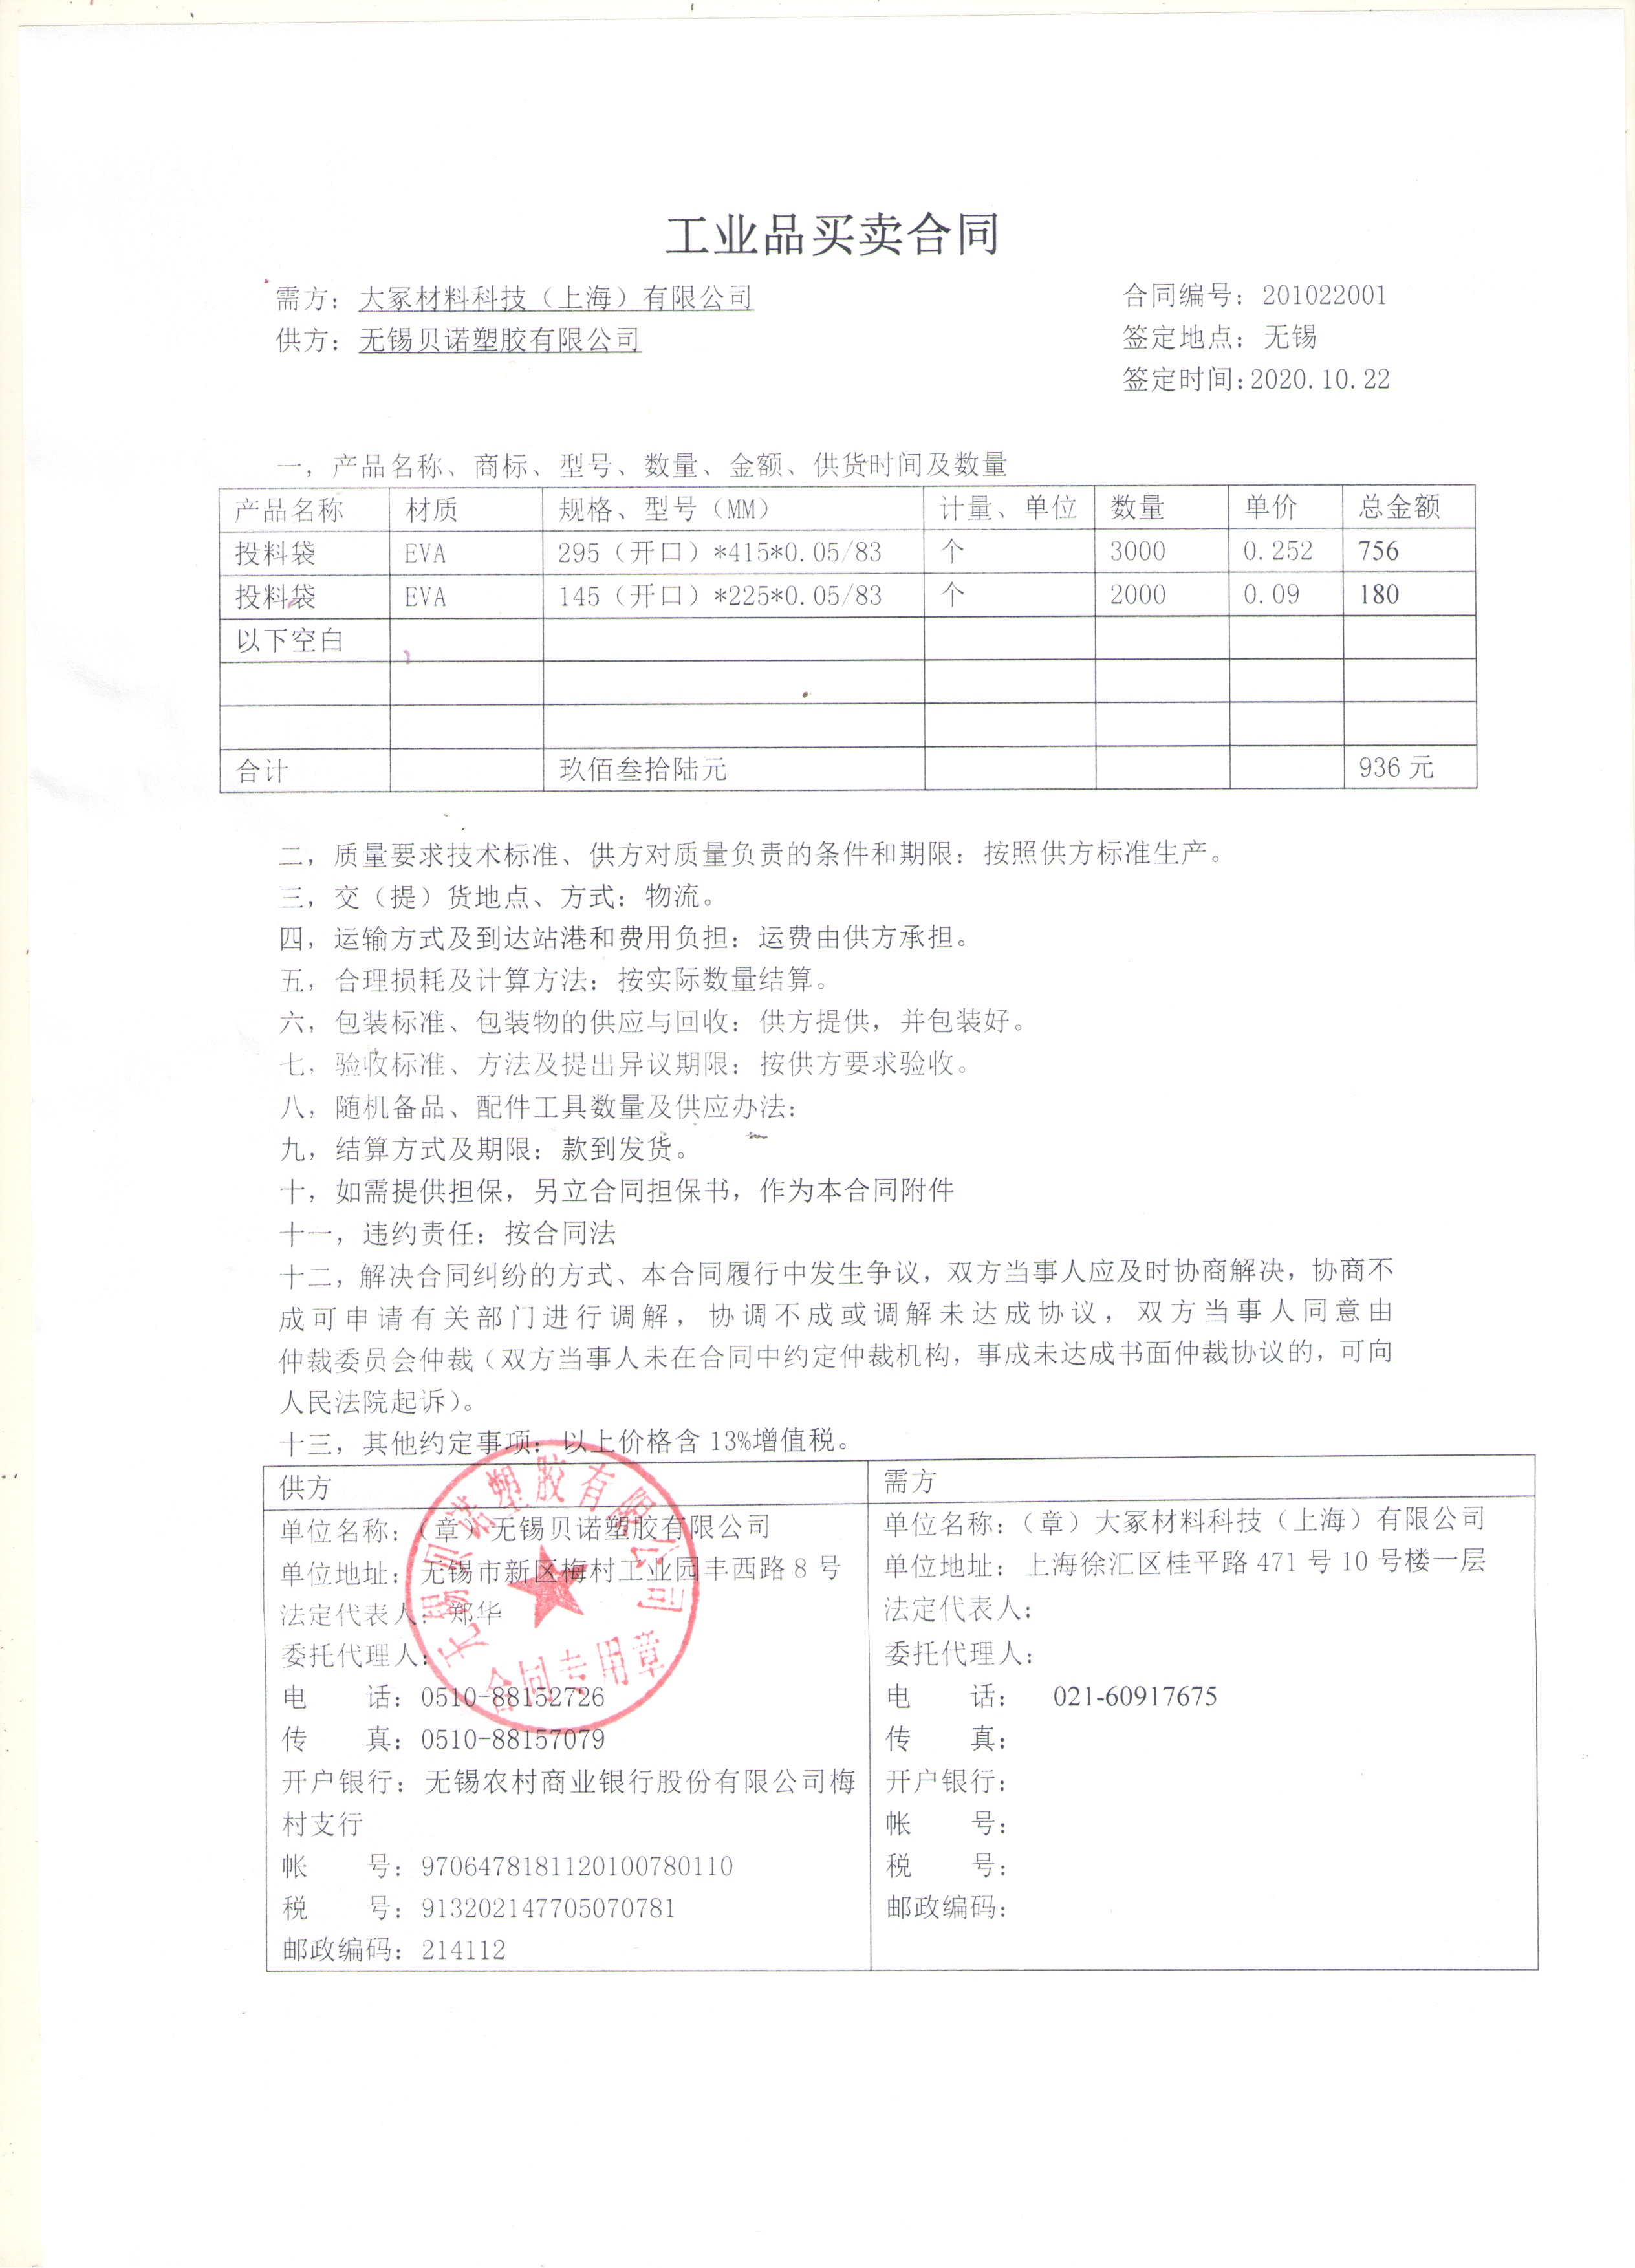 工业品买卖合同
需方：大冢材料科技（上海）有限公司 合同编号：201022001
供方：无锡贝诺塑胶有限公司 签定地点：无锡
签定时间：2020.10.22
一，产品名称、商标、型号、数量、金额、供货时间及数量
产品名称 材质 规格、型号（MM） 计量、单位 数量 单价 总金额
投料袋 EVA 295（开口）*415*0.05/83 个 3000 0.252 756
投料袋 EVA 145（开口）*225*0.05/83 个 2000 0.09 180
以下空白
合计 玖佰叁拾陆元 936 元
二，质量要求技术标准、供方对质量负责的条件和期限：按照供方标准生产。
三，交（提）货地点、方式：物流。
四，运输方式及到达站港和费用负担：运费由供方承担。
五，合理损耗及计算方法：按实际数量结算。
六，包装标准、包装物的供应与回收：供方提供，并包装好。
七，验收标准、方法及提出异议期限：按供方要求验收。
八，随机备品、配件工具数量及供应办法：
九，结算方式及期限：款到发货。
十，如需提供担保，另立合同担保书，作为本合同附件
十一，违约责任：按合同法
十二，解决合同纠纷的方式、本合同履行中发生争议，双方当事人应及时协商解决，协商不
成可申请有关部门进行调解，协调不成或调解未达成协议，双方当事人同意由
仲裁委员会仲裁（双方当事人未在合同中约定仲裁机构，事成未达成书面仲裁协议的，可向
人民法院起诉）。
十三，其他约定事项：以上价格含 13%增值税。
供方
单位名称：（章）无锡贝诺塑胶有限公司
单位地址：无锡市新区梅村工业园丰西路 8 号
法定代表人：郑华
委托代理人：
电 话：0510-88152726
传 真：0510-88157079
开户银行：无锡农村商业银行股份有限公司梅
村支行
帐 号：9706478181120100780110
税 号：913202147705070781
邮政编码：214112
需方
单位名称：（章）大冢材料科技（上海）有限公司
单位地址：上海徐汇区桂平路 471 号 10 号楼一层
法定代表人：
委托代理人：
电 话： 021-60917675
传 真：
开户银行：
帐 号：
税 号：
邮政编码：
无锡贝诺塑胶有限公司
合同专用章